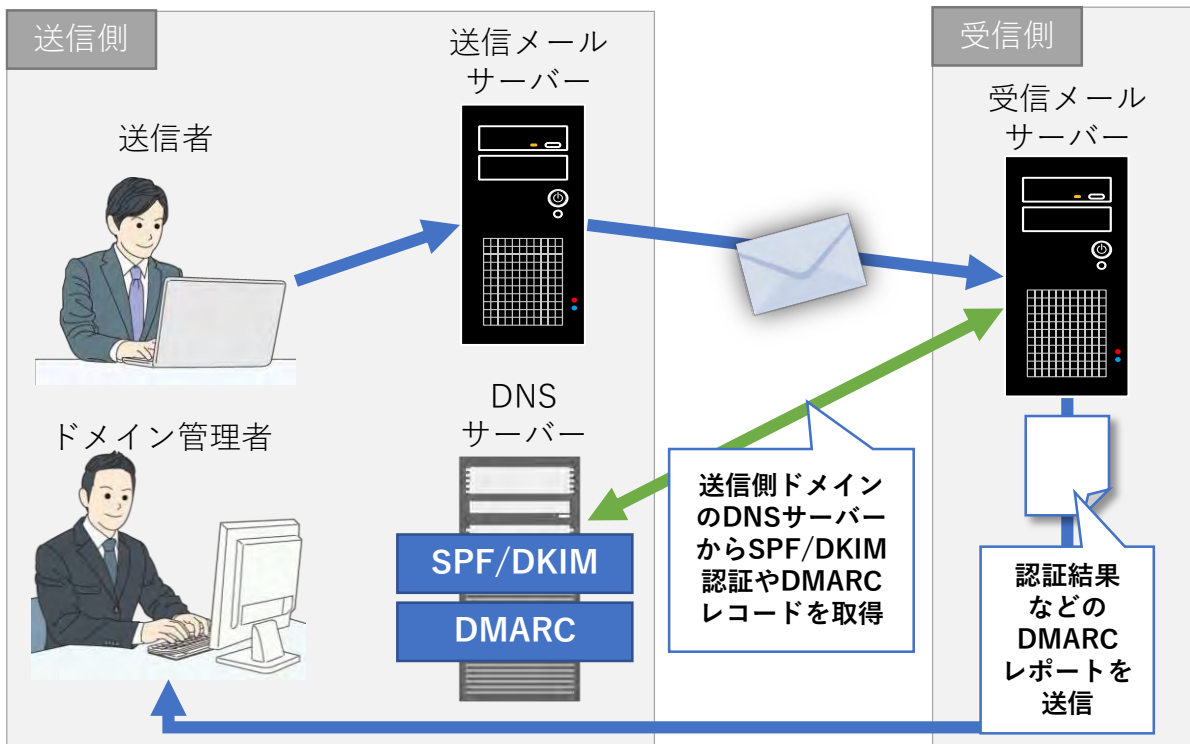 送信側
送信メール
サーバー
受信側
受信メール
サーバー
送信者
DNS
サーバー
ドメイン管理者
SPF/DKIM
DMARC
送信側ドメイン
のDNSサーバー
からSPF/DKIM
認証やDMARC
レコードを取得
認証結果
などの
DMARC
レポートを
送信